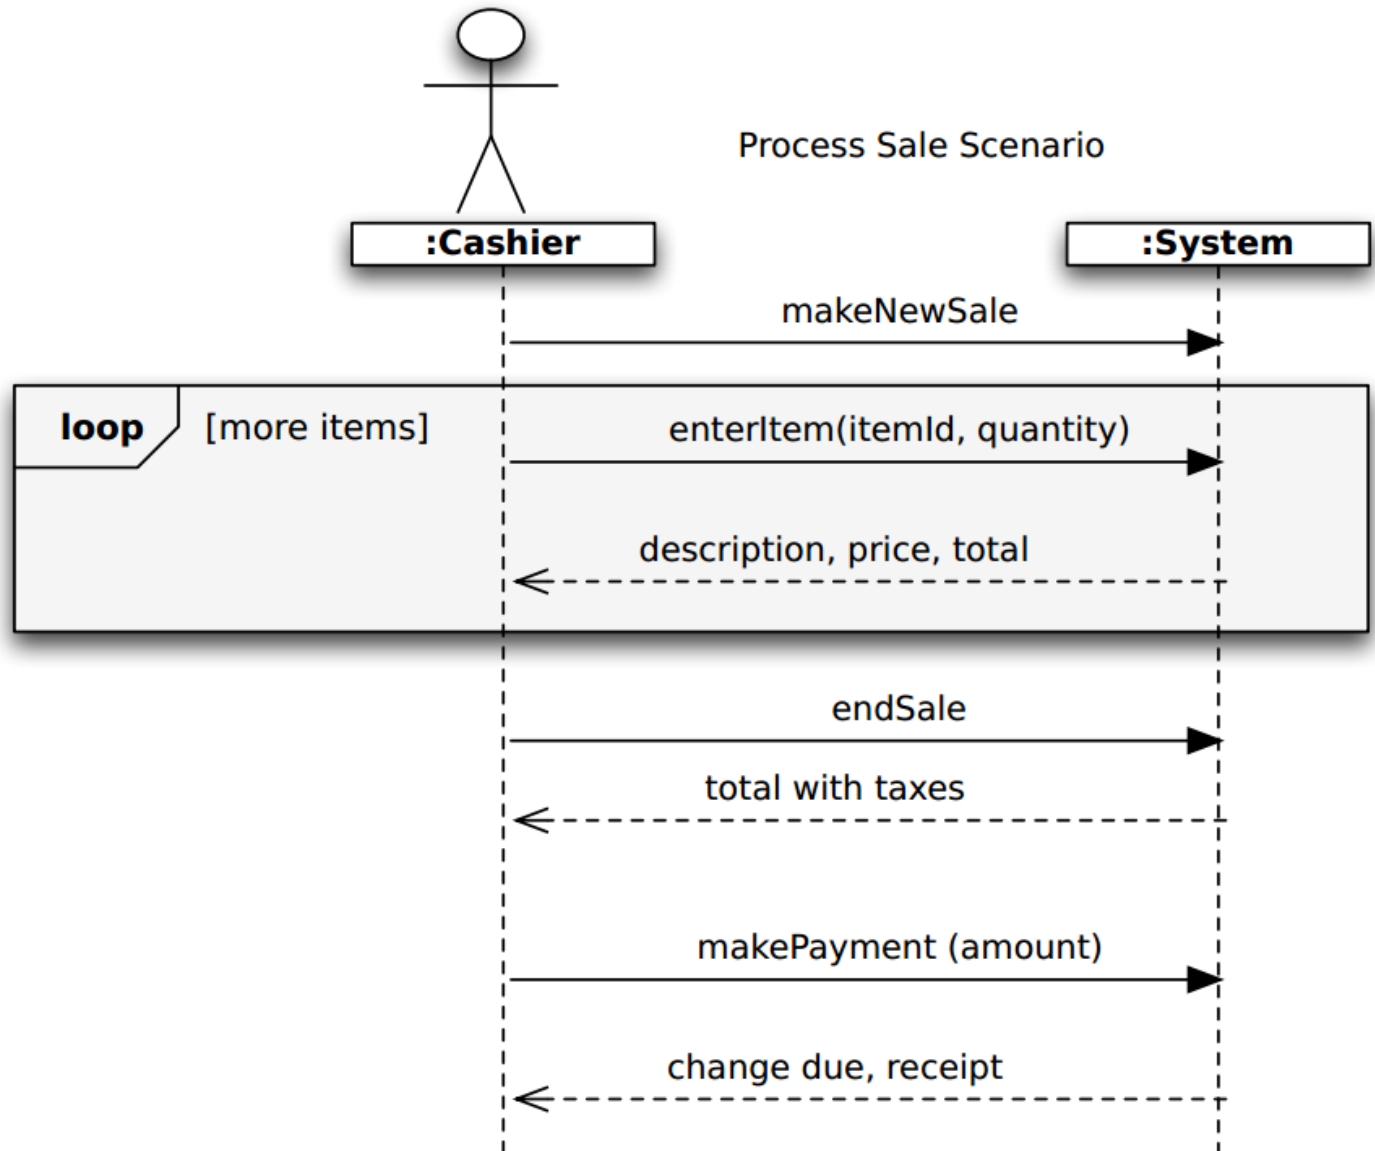 Process Sale Scenario
:Cashier
:System
makeNewSale
loop
[more items]
enterItem(itemId, quantity)
description, price, total
endSale
total with taxes
makePayment (amount)
change due, receipt